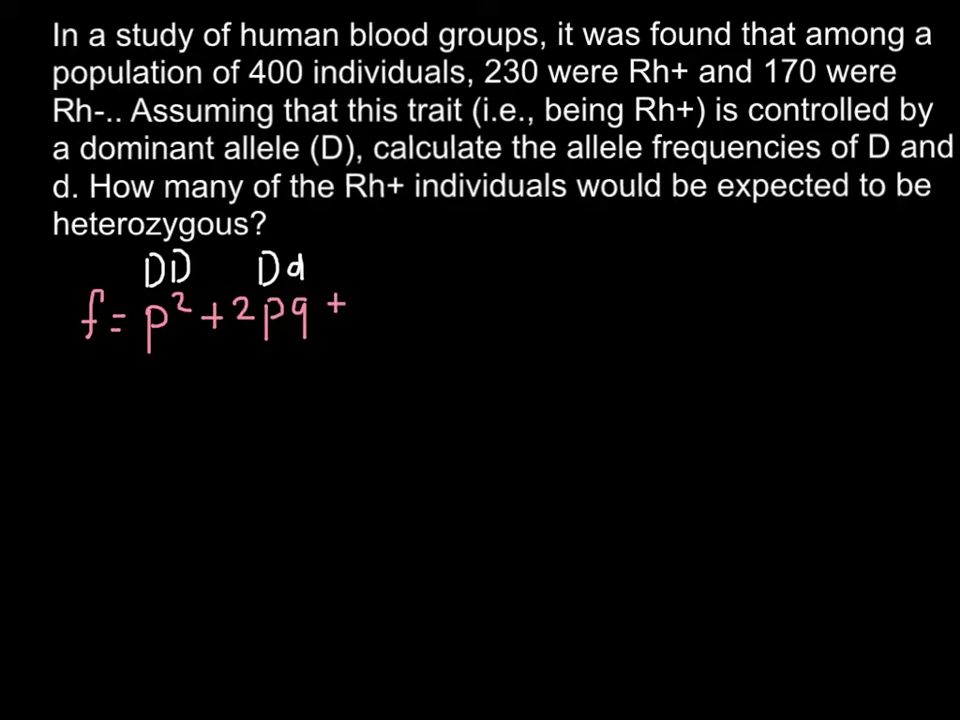 In a study of human blood groups, it was found that among a
population of 400 individuals, 230 were Rh+ and 170 were
Rh-.. Assuming that this trait (i.e., being Rh+) is controlled by
a dominant allele (D), calculate the allele frequencies of D and
d. How many of the Rh+ individuals would be expected to be
heterozygous?
DD Dd
f = p² + 2pq +